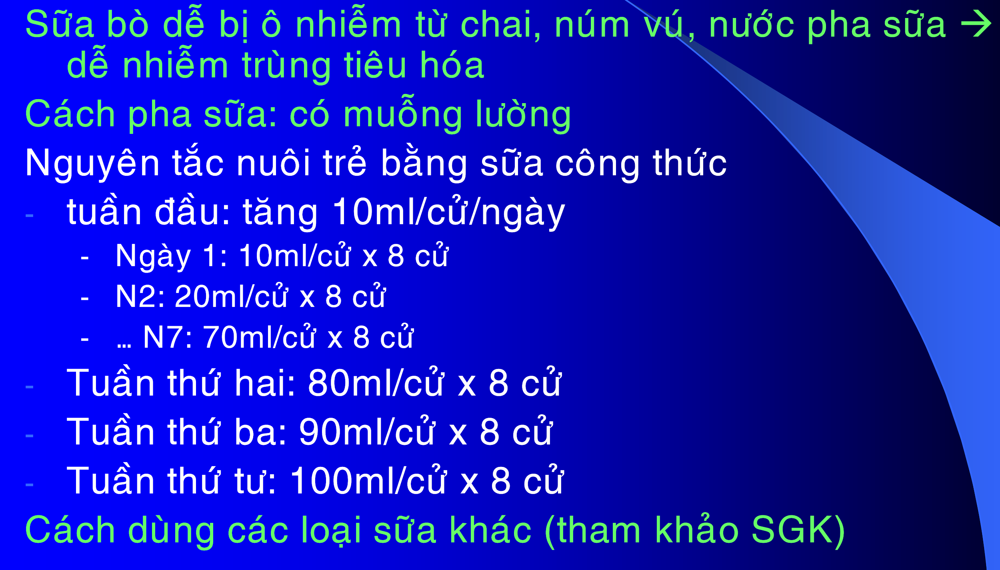 Sữa bò dễ bị ô nhiễm từ chai, núm vú, nước pha sữa →
dễ nhiễm trùng tiêu hóa
Cách pha sữa: có muỗng lường
Nguyên tắc nuôi trẻ bằng sữa công thức
- tuần đầu: tăng 10ml/cử/ngày
- Ngày 1: 10ml/cử x 8 cử
- N2: 20ml/cử x 8 cử
- … N7: 70ml/cử x 8 cử
- Tuần thứ hai: 80ml/cử x 8 cử
- Tuần thứ ba: 90ml/cử x 8 cử
- Tuần thứ tư: 100ml/cử x 8 cử
Cách dùng các loại sữa khác (tham khảo SGK)